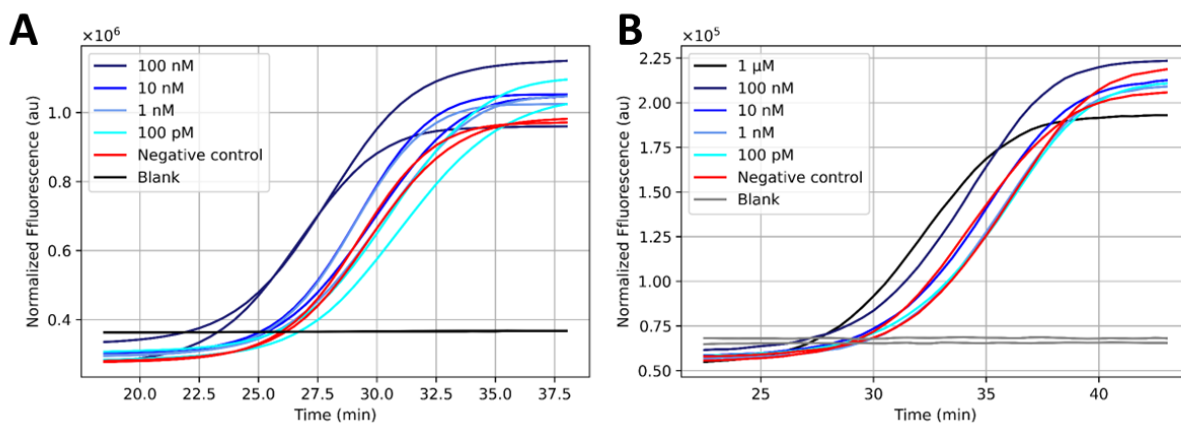 A
×10⁶
Normalized Ffluorescence (au)
1.0
0.8
0.6
0.4
100 nM
10 nM
1 nM
100 pM
Negative control
Blank
20.0 22.5 25.0 27.5 30.0 32.5 35.0 37.5
Time (min)
B
×10⁵
Normalized Ffluorescence (au)
2.25
2.00
1.75
1.50
1.25
1.00
0.75
0.50
1 µM
100 nM
10 nM
1 nM
100 pM
Negative control
Blank
25 30 35 40
Time (min)